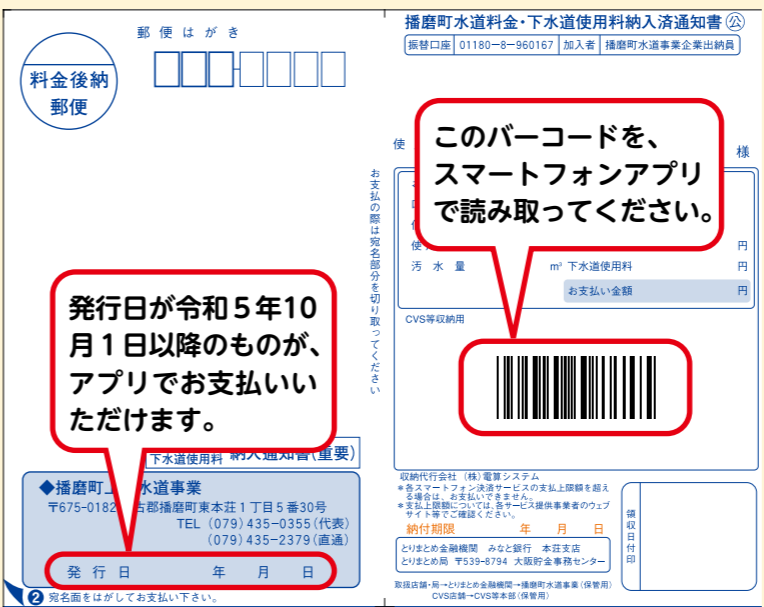 郵便はがき
料金後納
郵便
お支払の際は宛名部分を切り取ってください
発行日が令和5年10
月1日以降のものが、
アプリでお支払いい
ただけます。
下水道使用料 納入通知書(重要)
◆播磨町上 水道事業
〒675-0182 古郡播磨町東本荘1丁目5番30号
TEL (079)435-0355(代表)
(079)435-2379(直通)
発行日 年 月 日
❷ 宛名面をはがしてお支払い下さい。
播磨町水道料金・下水道使用料納入済通知書 公
振替口座 01180-8-960167 加入者 播磨町水道事業企業出納員
使 様
このバーコードを、
スマートフォンアプリ
で読み取ってください。
使 円
汚水量 m³ 下水道使用料 円
お支払い金額 円
CVS等収納用
収納代行会社 (株)電算システム
*各スマートフォン決済サービスの支払上限額を超え
る場合は、お支払いできません。
*支払上限額については、各サービス提供事業者のウェブ
サイト等でご確認ください。
納付期限 年 月 日
とりまとめ金融機関 みなと銀行 本荘支店
とりまとめ局 〒539-8794 大阪貯金事務センター
領収日付印
取扱店舗・局→とりまとめ金融機関→播磨町水道事業(保管用)
CVS店舗→CVS等本部(保管用)